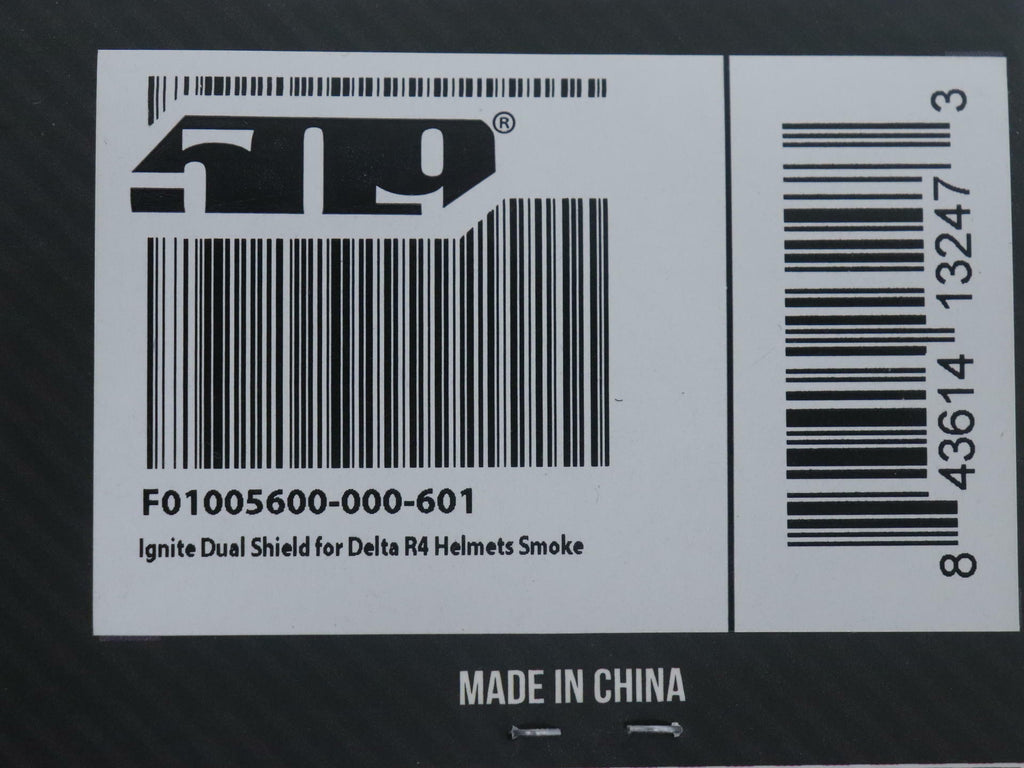 509®
F01005600-000-601
Ignite Dual Shield for Delta R4 Helmets Smoke
8 43614 13247 3
MADE IN CHINA